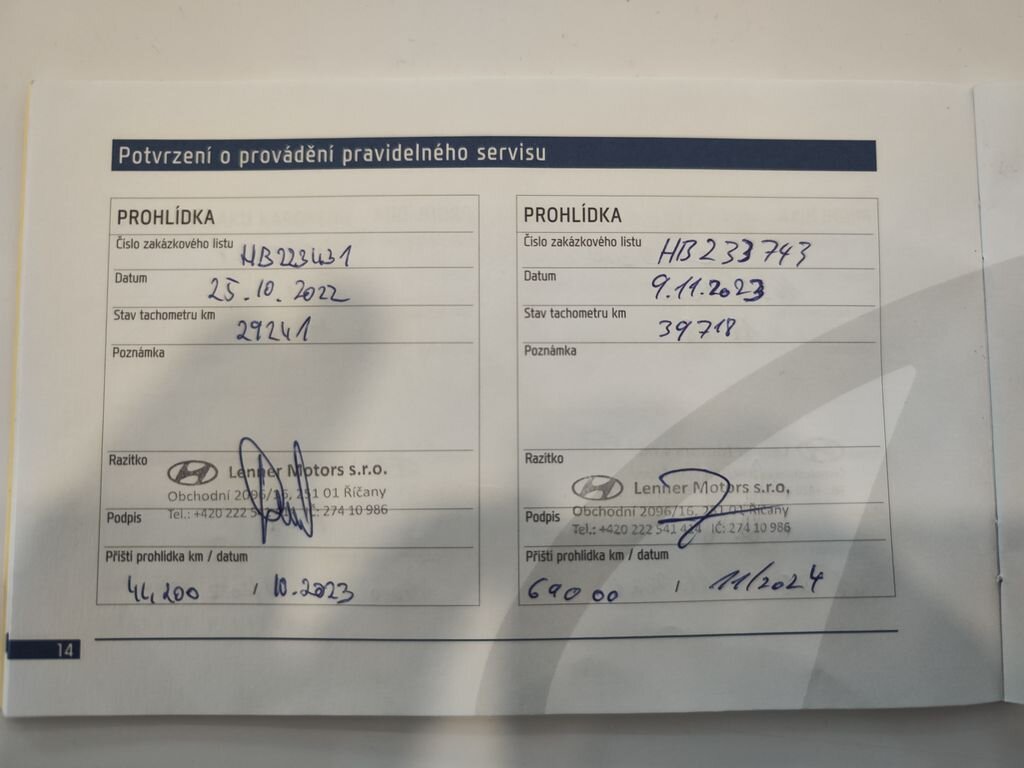 Potvrzení o provádění pravidelného servisu
PROHLÍDKA
Číslo zakázkového listu HB223431
Datum 25.10.2022
Stav tachometru km 29241
Poznámka
Razítko
HYUNDAI Lenner Motors s.r.o.
Obchodní 2096/16, 251 01 Říčany
Podpis
Tel.: +420 222 5 IČ: 274 10 986
Příští prohlídka km / datum
44,200 / 10.2023
PROHLÍDKA
Číslo zakázkového listu HB233743
Datum 9.11.2023
Stav tachometru km 39718
Poznámka
Razítko
Lenner Motors s.r.o.
Obchodní 2096/16, 251 01 Říčany
Podpis
Tel.: +420 222 541 414 IČ: 274 10 986
Příští prohlídka km / datum
69000 / 11/2024
14